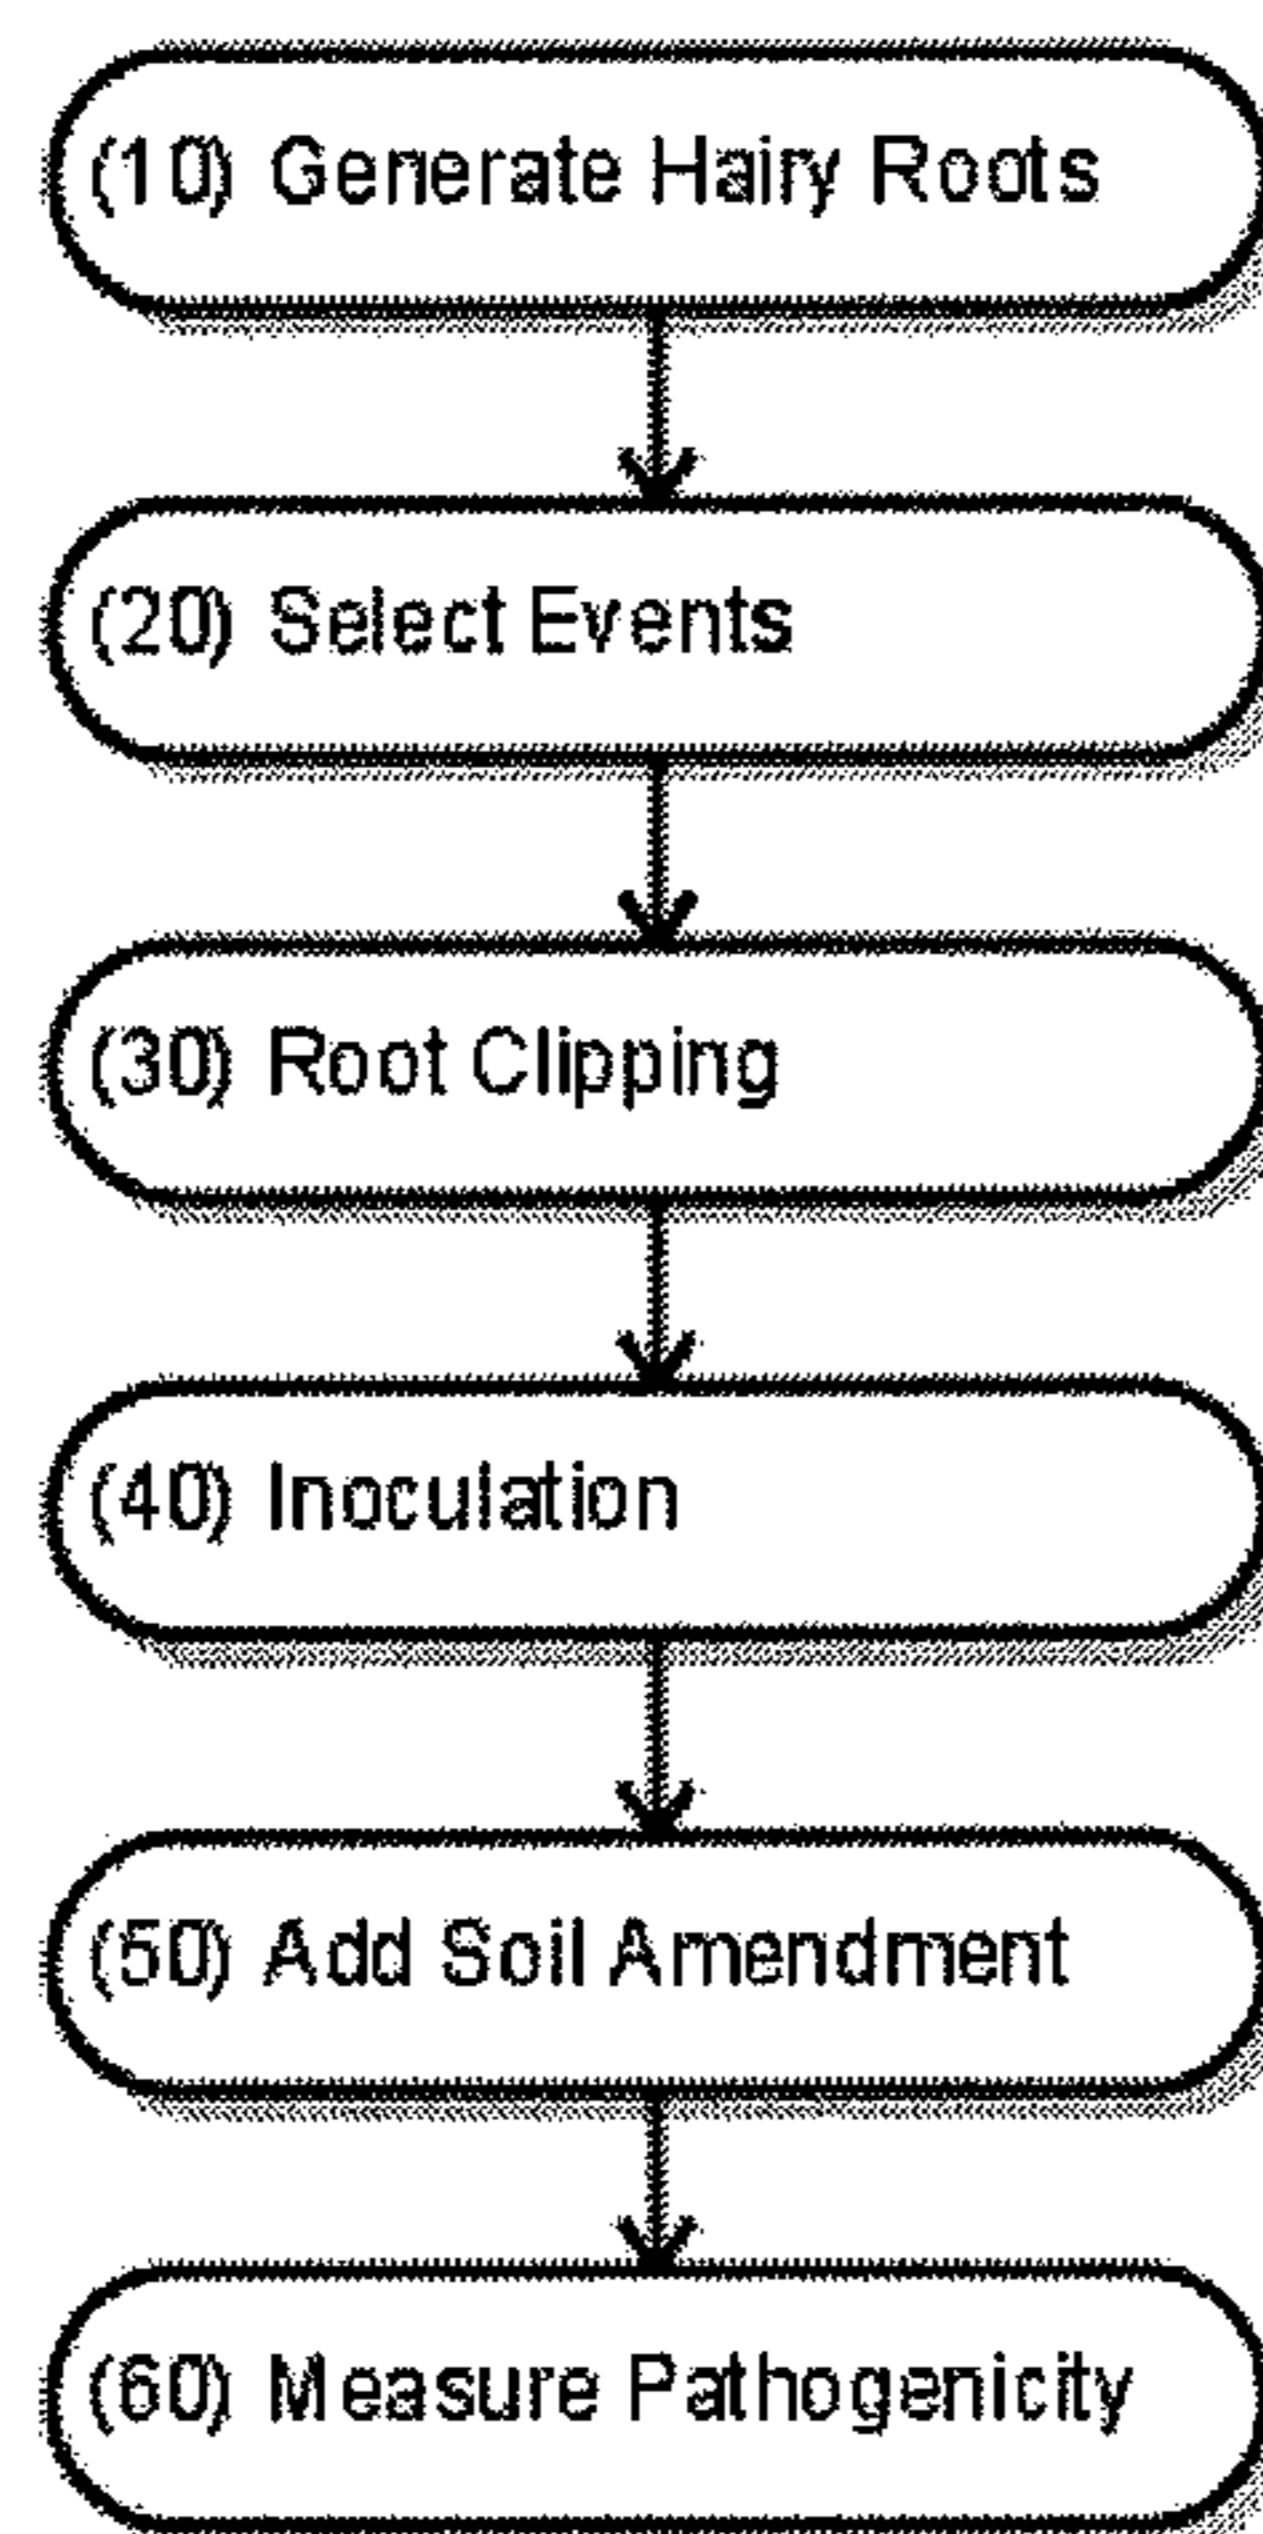 (10) Generate Hairy Roots
(20) Select Events
(30) Root Clipping
(40) Inoculation
(50) Add Soil Amendment
(60) Measure Pathogenicity